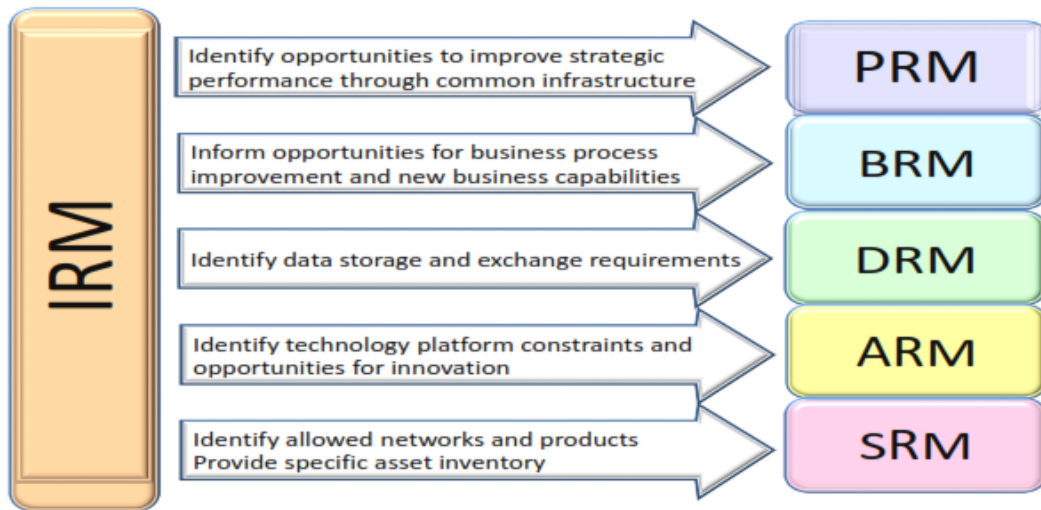 IRM
Identify opportunities to improve strategic
performance through common infrastructure
PRM
Inform opportunities for business process
improvement and new business capabilities
BRM
Identify data storage and exchange requirements
DRM
Identify technology platform constraints and
opportunities for innovation
ARM
Identify allowed networks and products
Provide specific asset inventory
SRM